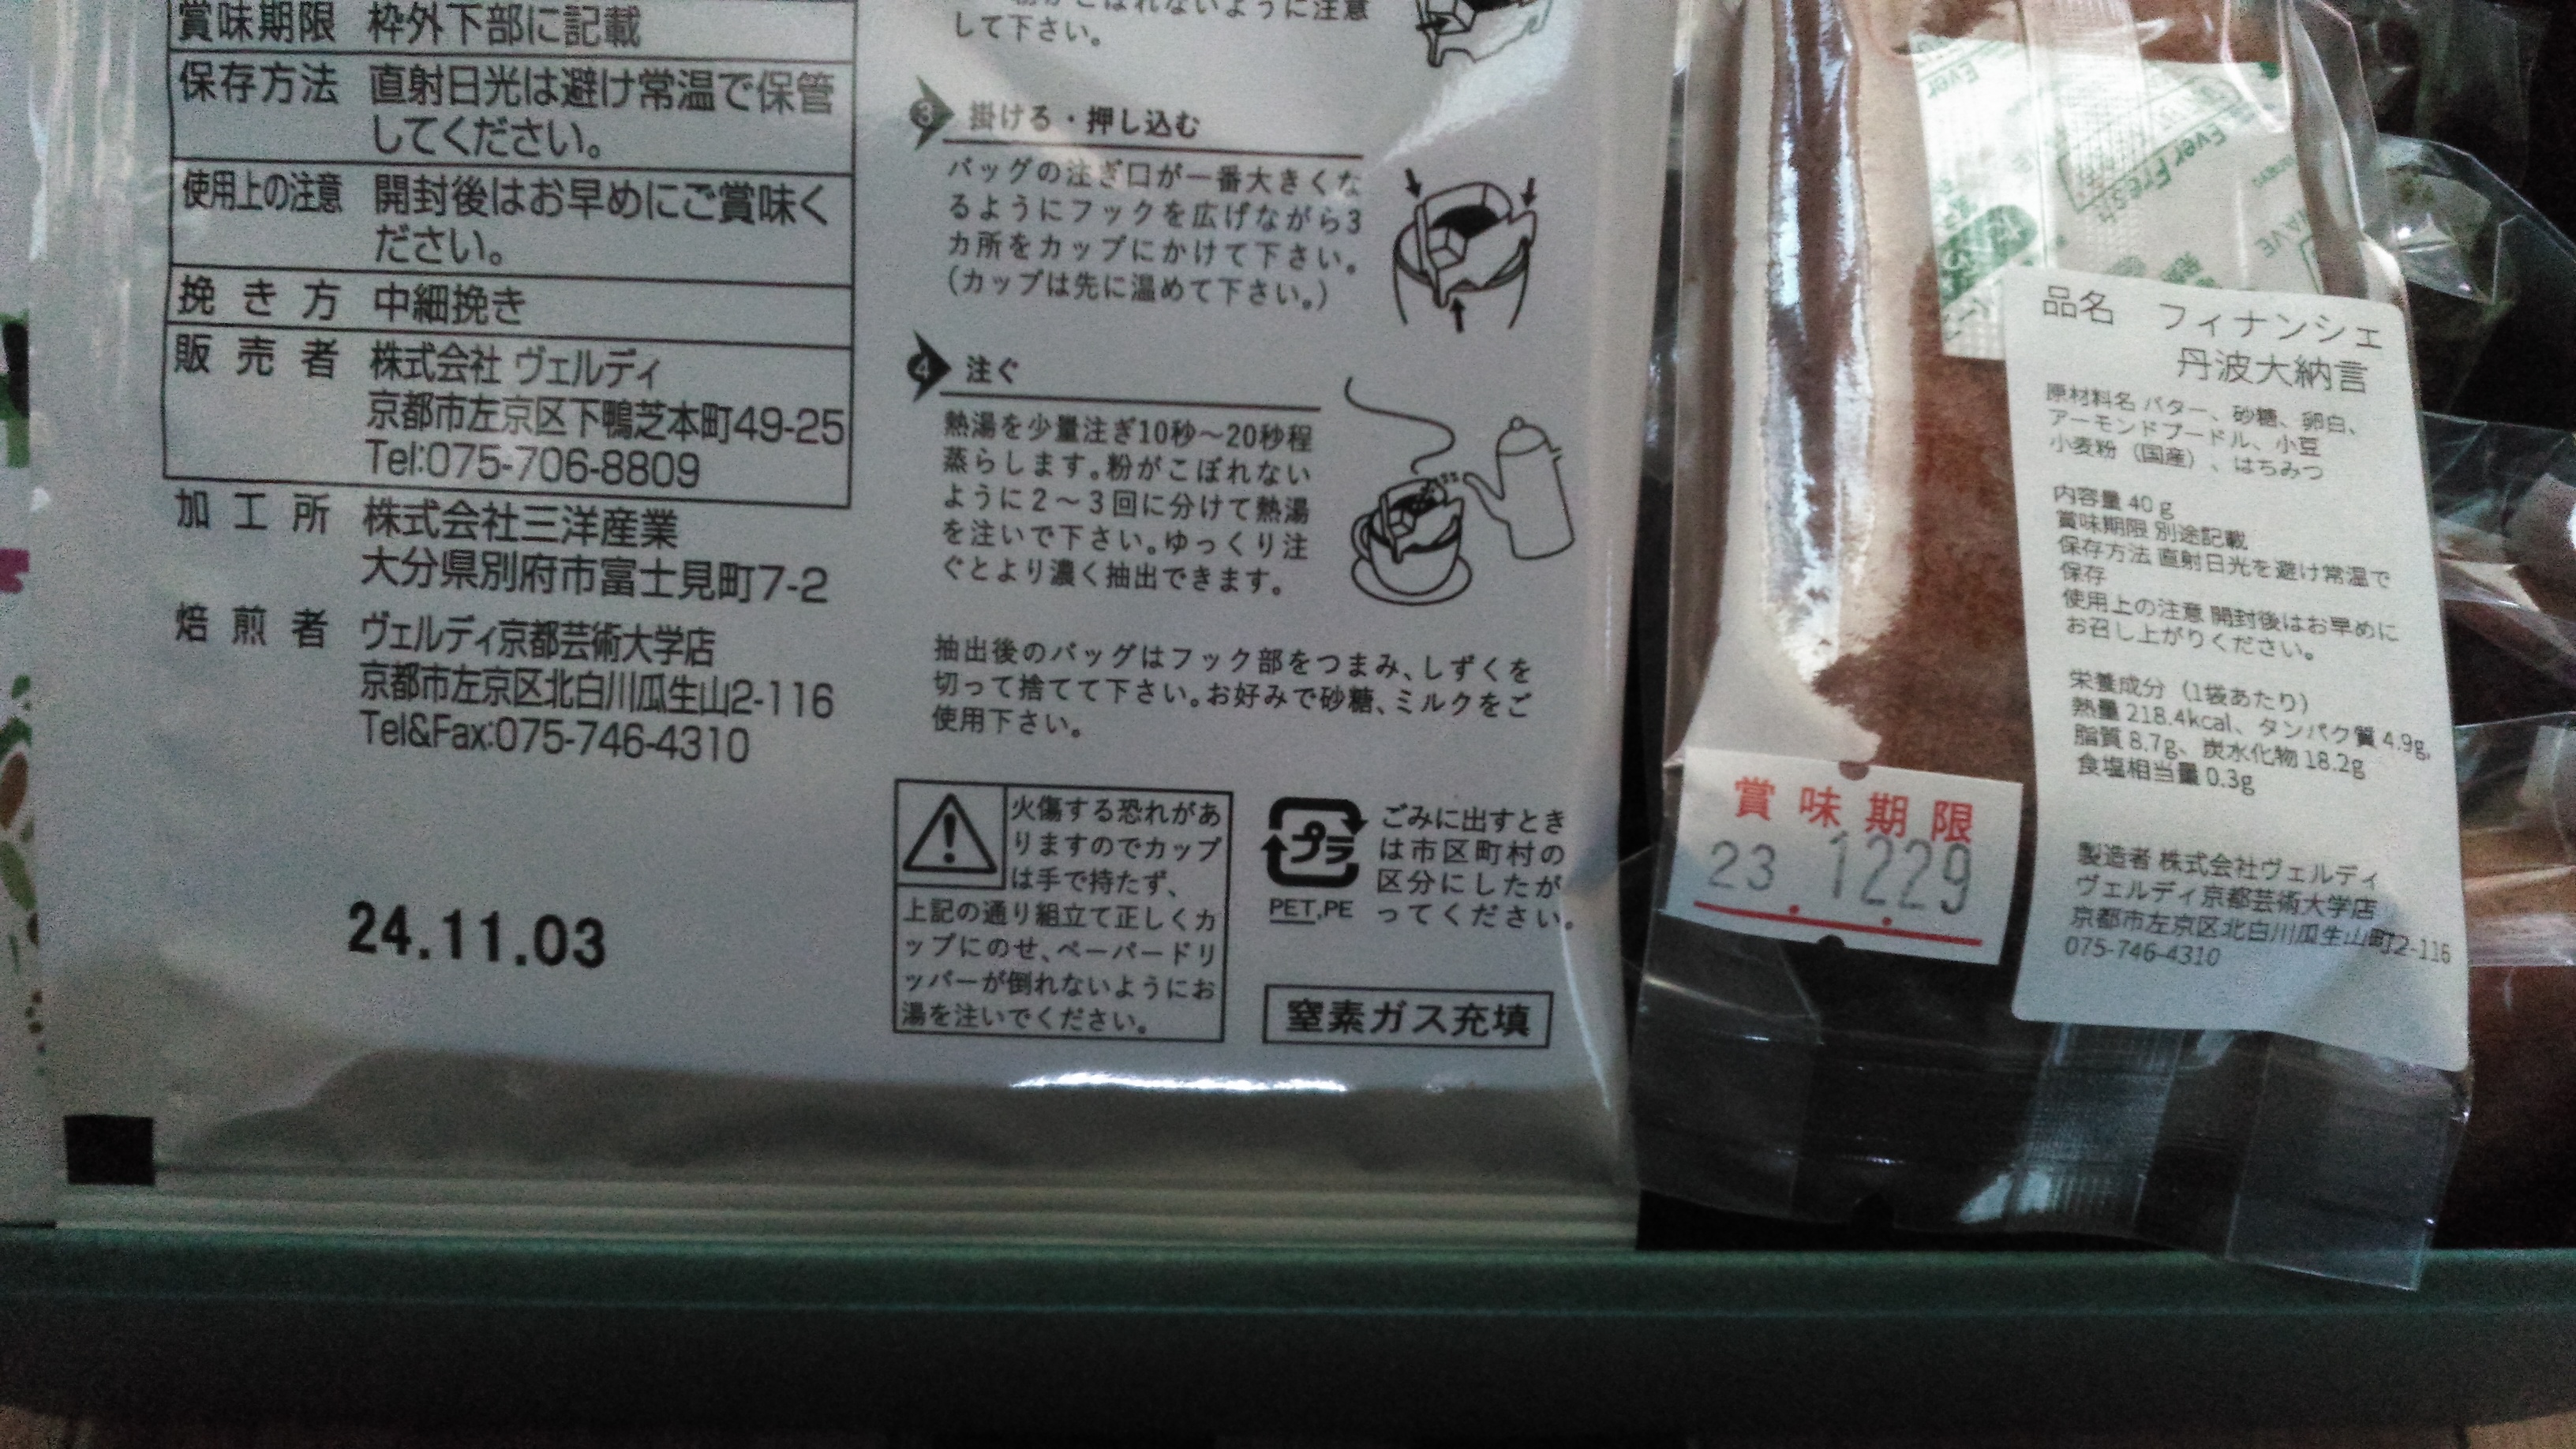 賞味期限 枠外下部に記載
保存方法 直射日光は避け常温で保管
してください。
使用上の注意 開封後はお早めにご賞味く
ださい。
挽き方 中細挽き
販売者 株式会社 ヴェルディ
京都市左京区下鴨芝本町49-25
Tel:075-706-8809
加工所 株式会社三洋産業
大分県別府市富士見町7-2
焙煎者 ヴェルディ京都芸術大学店
京都市左京区北白川瓜生山2-116
Tel&Fax:075-746-4310
24.11.03
こぼれないように注意
して下さい。
3 掛ける・押し込む
バッグの注ぎ口が一番大きくな
るようにフックを広げながら3
カ所をカップにかけて下さい。
(カップは先に温めて下さい。)
4 注ぐ
熱湯を少量注ぎ10秒～20秒程
蒸らします。粉がこぼれない
ように2～3回に分けて熱湯
を注いで下さい。ゆっくり注
ぐとより濃く抽出できます。
抽出後のバッグはフック部をつまみ、しずくを
切って捨てて下さい。お好みで砂糖、ミルクをご
使用下さい。
火傷する恐れがあ
りますのでカップ
は手で持たず、
上記の通り組立て正しくカ
ップにのせ、ペーパードリ
ッパーが倒れないようにお
湯を注いでください。
プラ
PET,PE
ごみに出すとき
は市区町村の
区分にしたが
ってください。
窒素ガス充填
Ever
Ever Fresh
品名 フィナンシェ
丹波大納言
原材料名 バター、砂糖、卵白、
アーモンドプードル、小豆
小麦粉（国産）、はちみつ
内容量 40g
賞味期限 別途記載
保存方法 直射日光を避け常温で
保存
使用上の注意 開封後はお早めに
お召し上がりください。
栄養成分（1袋あたり）
熱量 218.4kcal、タンパク質 4.9g,
脂質 8.7g、炭水化物 18.2g
食塩相当量 0.3g
製造者 株式会社ヴェルディ
ヴェルディ京都芸術大学店
京都市左京区北白川瓜生山町2-116
075-746-4310
賞味期限
23.12.29